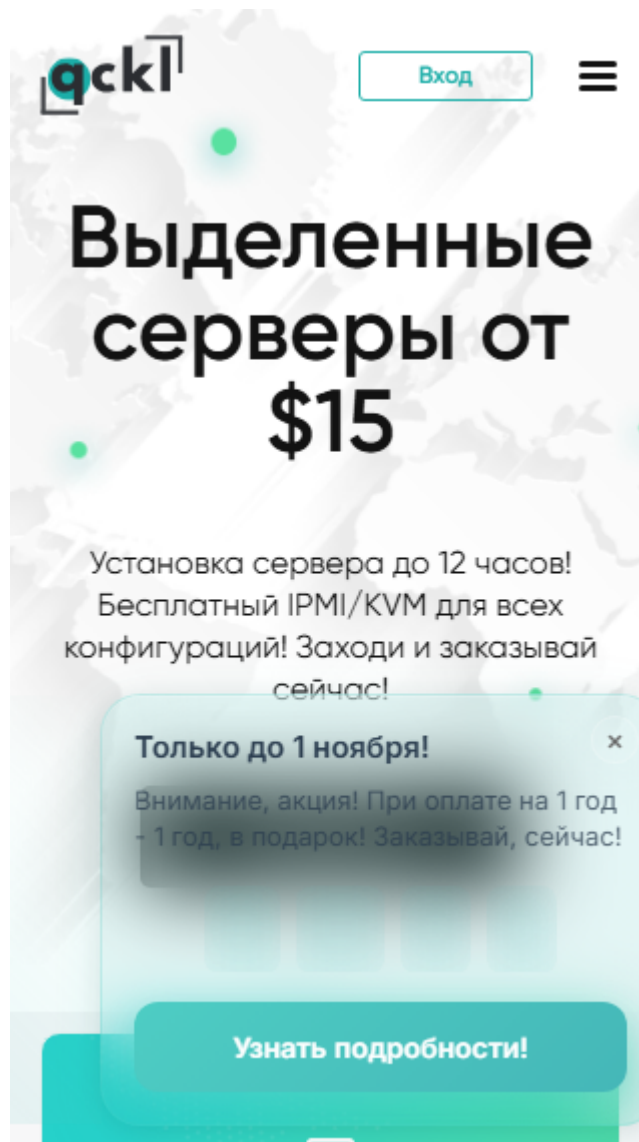 qckl
Вход
Выделенные
серверы от
$15
Установка сервера до 12 часов!
Бесплатный IPMI/KVM для всех
конфигураций! Заходи и заказывай
сейчас!
Только до 1 ноября!
×
Внимание, акция! При оплате на 1 год
- 1 год, в подарок! Заказывай, сейчас!
Узнать подробности!